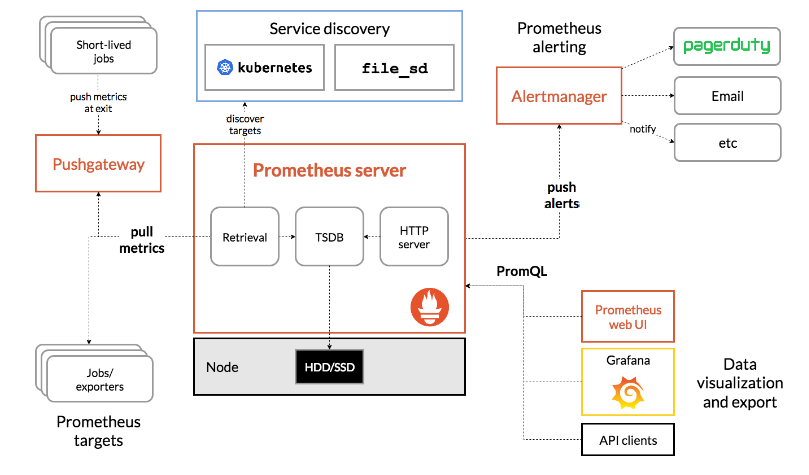 Short-lived
jobs
push metrics
at exit
Pushgateway
pull
metrics
Jobs/
exporters
Prometheus
targets
Service discovery
kubernetes
file_sd
discover
targets
Prometheus server
Retrieval
TSDB
HTTP
server
Node
HDD/SSD
Prometheus
alerting
Alertmanager
pagerduty
Email
etc
notify
push
alerts
PromQL
Prometheus
web UI
Grafana
API clients
Data
visualization
and export